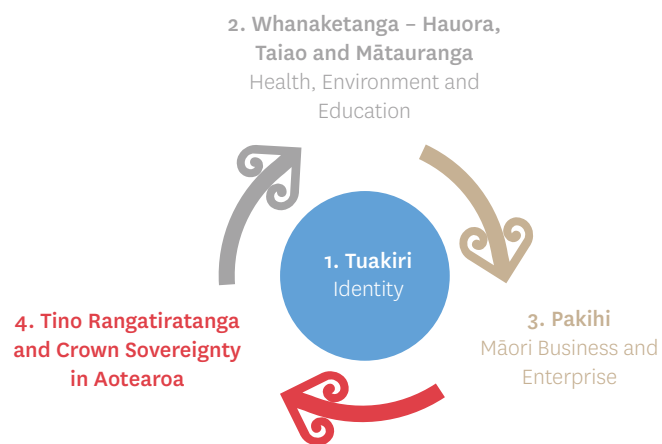 2. Whanaketanga – Hauora,
Taiao and Mātauranga
Health, Environment and
Education
1. Tuakiri
Identity
3. Pakihi
Māori Business and
Enterprise
4. Tino Rangatiratanga
and Crown Sovereignty
in Aotearoa